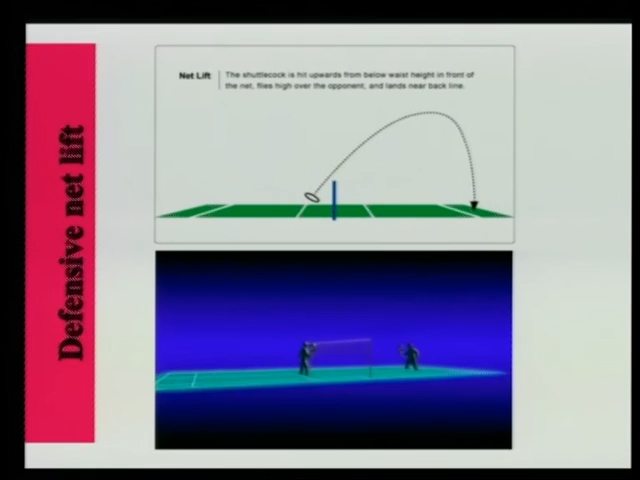 Defensive net lift
Net Lift
The shuttlecock is hit upwards from below waist height in front of
the net, flies high over the opponent, and lands near back line.